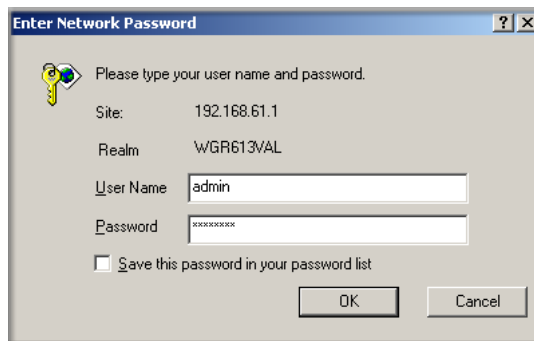 Enter Network Password
Please type your user name and password.
Site: 192.168.61.1
Realm WGR613VAL
User Name admin
Password ********
Save this password in your password list
OK Cancel